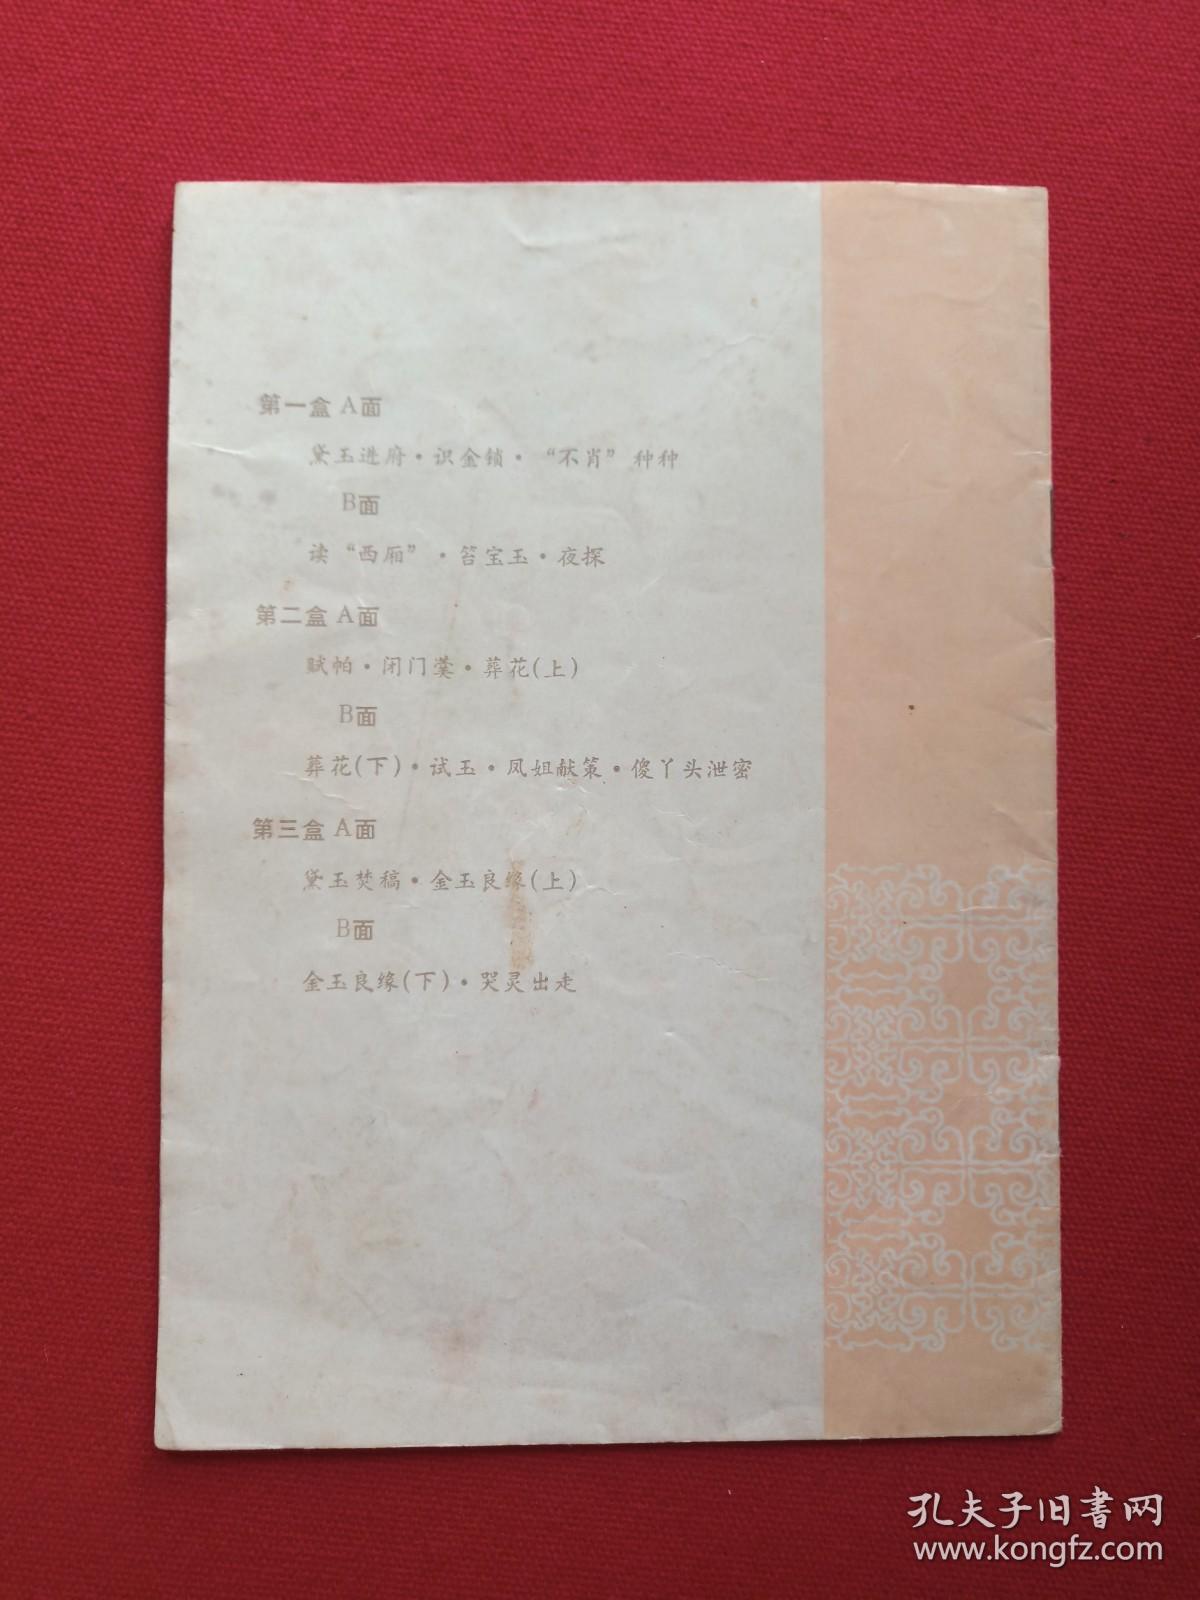 第一盒 A面
黛玉进府·识金锁·“不肖”种种
B面
读“西厢”·笞宝玉·夜探
第二盒 A面
赋帕·闭门羹·葬花(上)
B面
葬花(下)·试玉·凤姐献策·傻丫头泄密
第三盒 A面
黛玉焚稿·金玉良缘(上)
B面
金玉良缘(下)·哭灵出走
孔夫子旧書网
www.kongfz.com